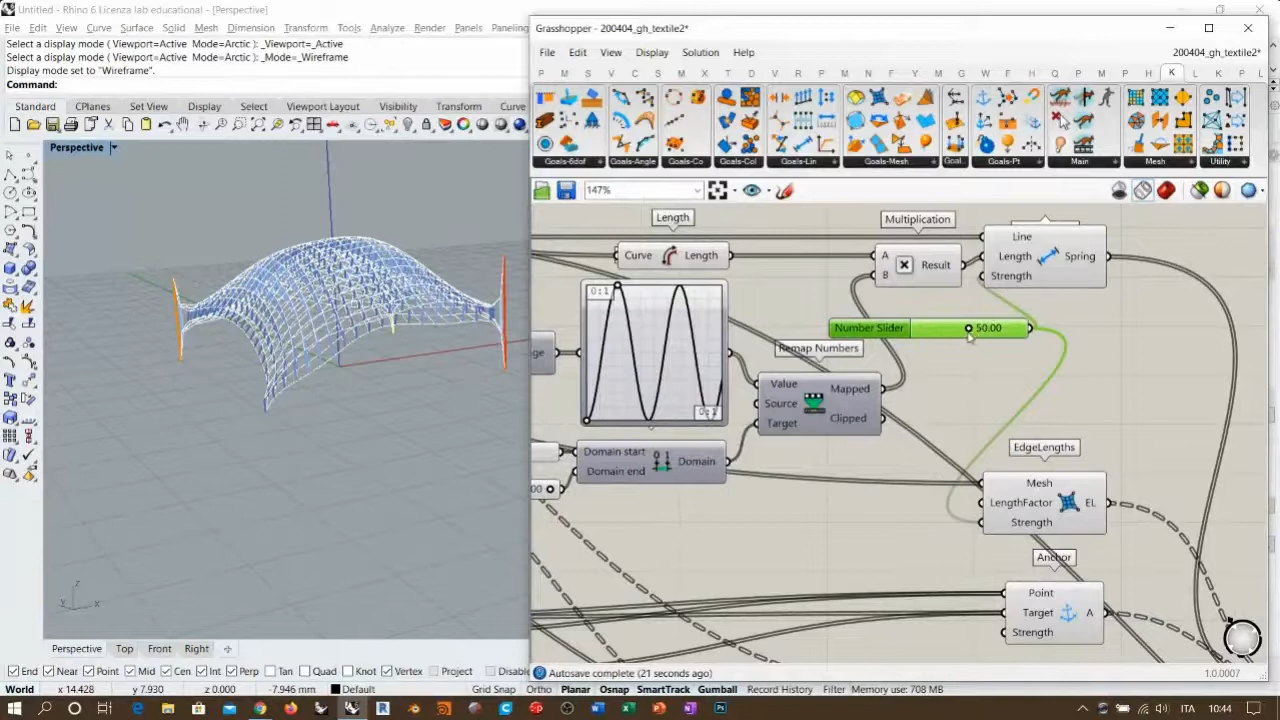 Untitled - Rhino 6 Licenza lab educational - [Perspective]
File Edit View Curve Surface Solid Mesh Dimension Transform Tools Analyze Render Panels Paneling
Select a display mode ( Viewport=Active Mode=Arctic ): _Viewport=_Active
Select a display mode ( Viewport=Active Mode=Arctic ): _Mode=_Wireframe
Display mode set to "Wireframe".
Command:
Standard CPlanes Set View Display Select Viewport Layout Visibility Transform Curve
Perspective
Grasshopper - 200404_gh_textile2*
File Edit View Display Solution Help 200404_gh_textile2*
P M S V C S M X D T V R M F D G W F O R H K Q T M P H L K P L
Goals-6dof Goals-Angle Goals-Co Goals-Col Goals-Lin Goals-Mesh Goal. Goals-Pt Main Mesh Utility
147%
Length Multiplication
Line
Curve Length A Result Length Spring
B Strength
0:1
Number Slider 50.00
Remap Numbers
Value Mapped
Source
Target Clipped
0:1
Domain start Domain
Domain end
EdgeLengths
Mesh
LengthFactor EL
Strength
Anchor
Point
Target A
Strength
z
y x
Perspective Top Front Right
End Near Point Mid Cen Int Perp Tan Quad Knot Vertex Project
Autosave complete (21 seconds ago) 1.0.0007
World x 14.428 y 7.930 z 0.000 -7.946 mm Default Grid Snap Ortho Planar Osnap SmartTrack Gumball Record History Filter Memory use: 708 MB
ITA 10:44